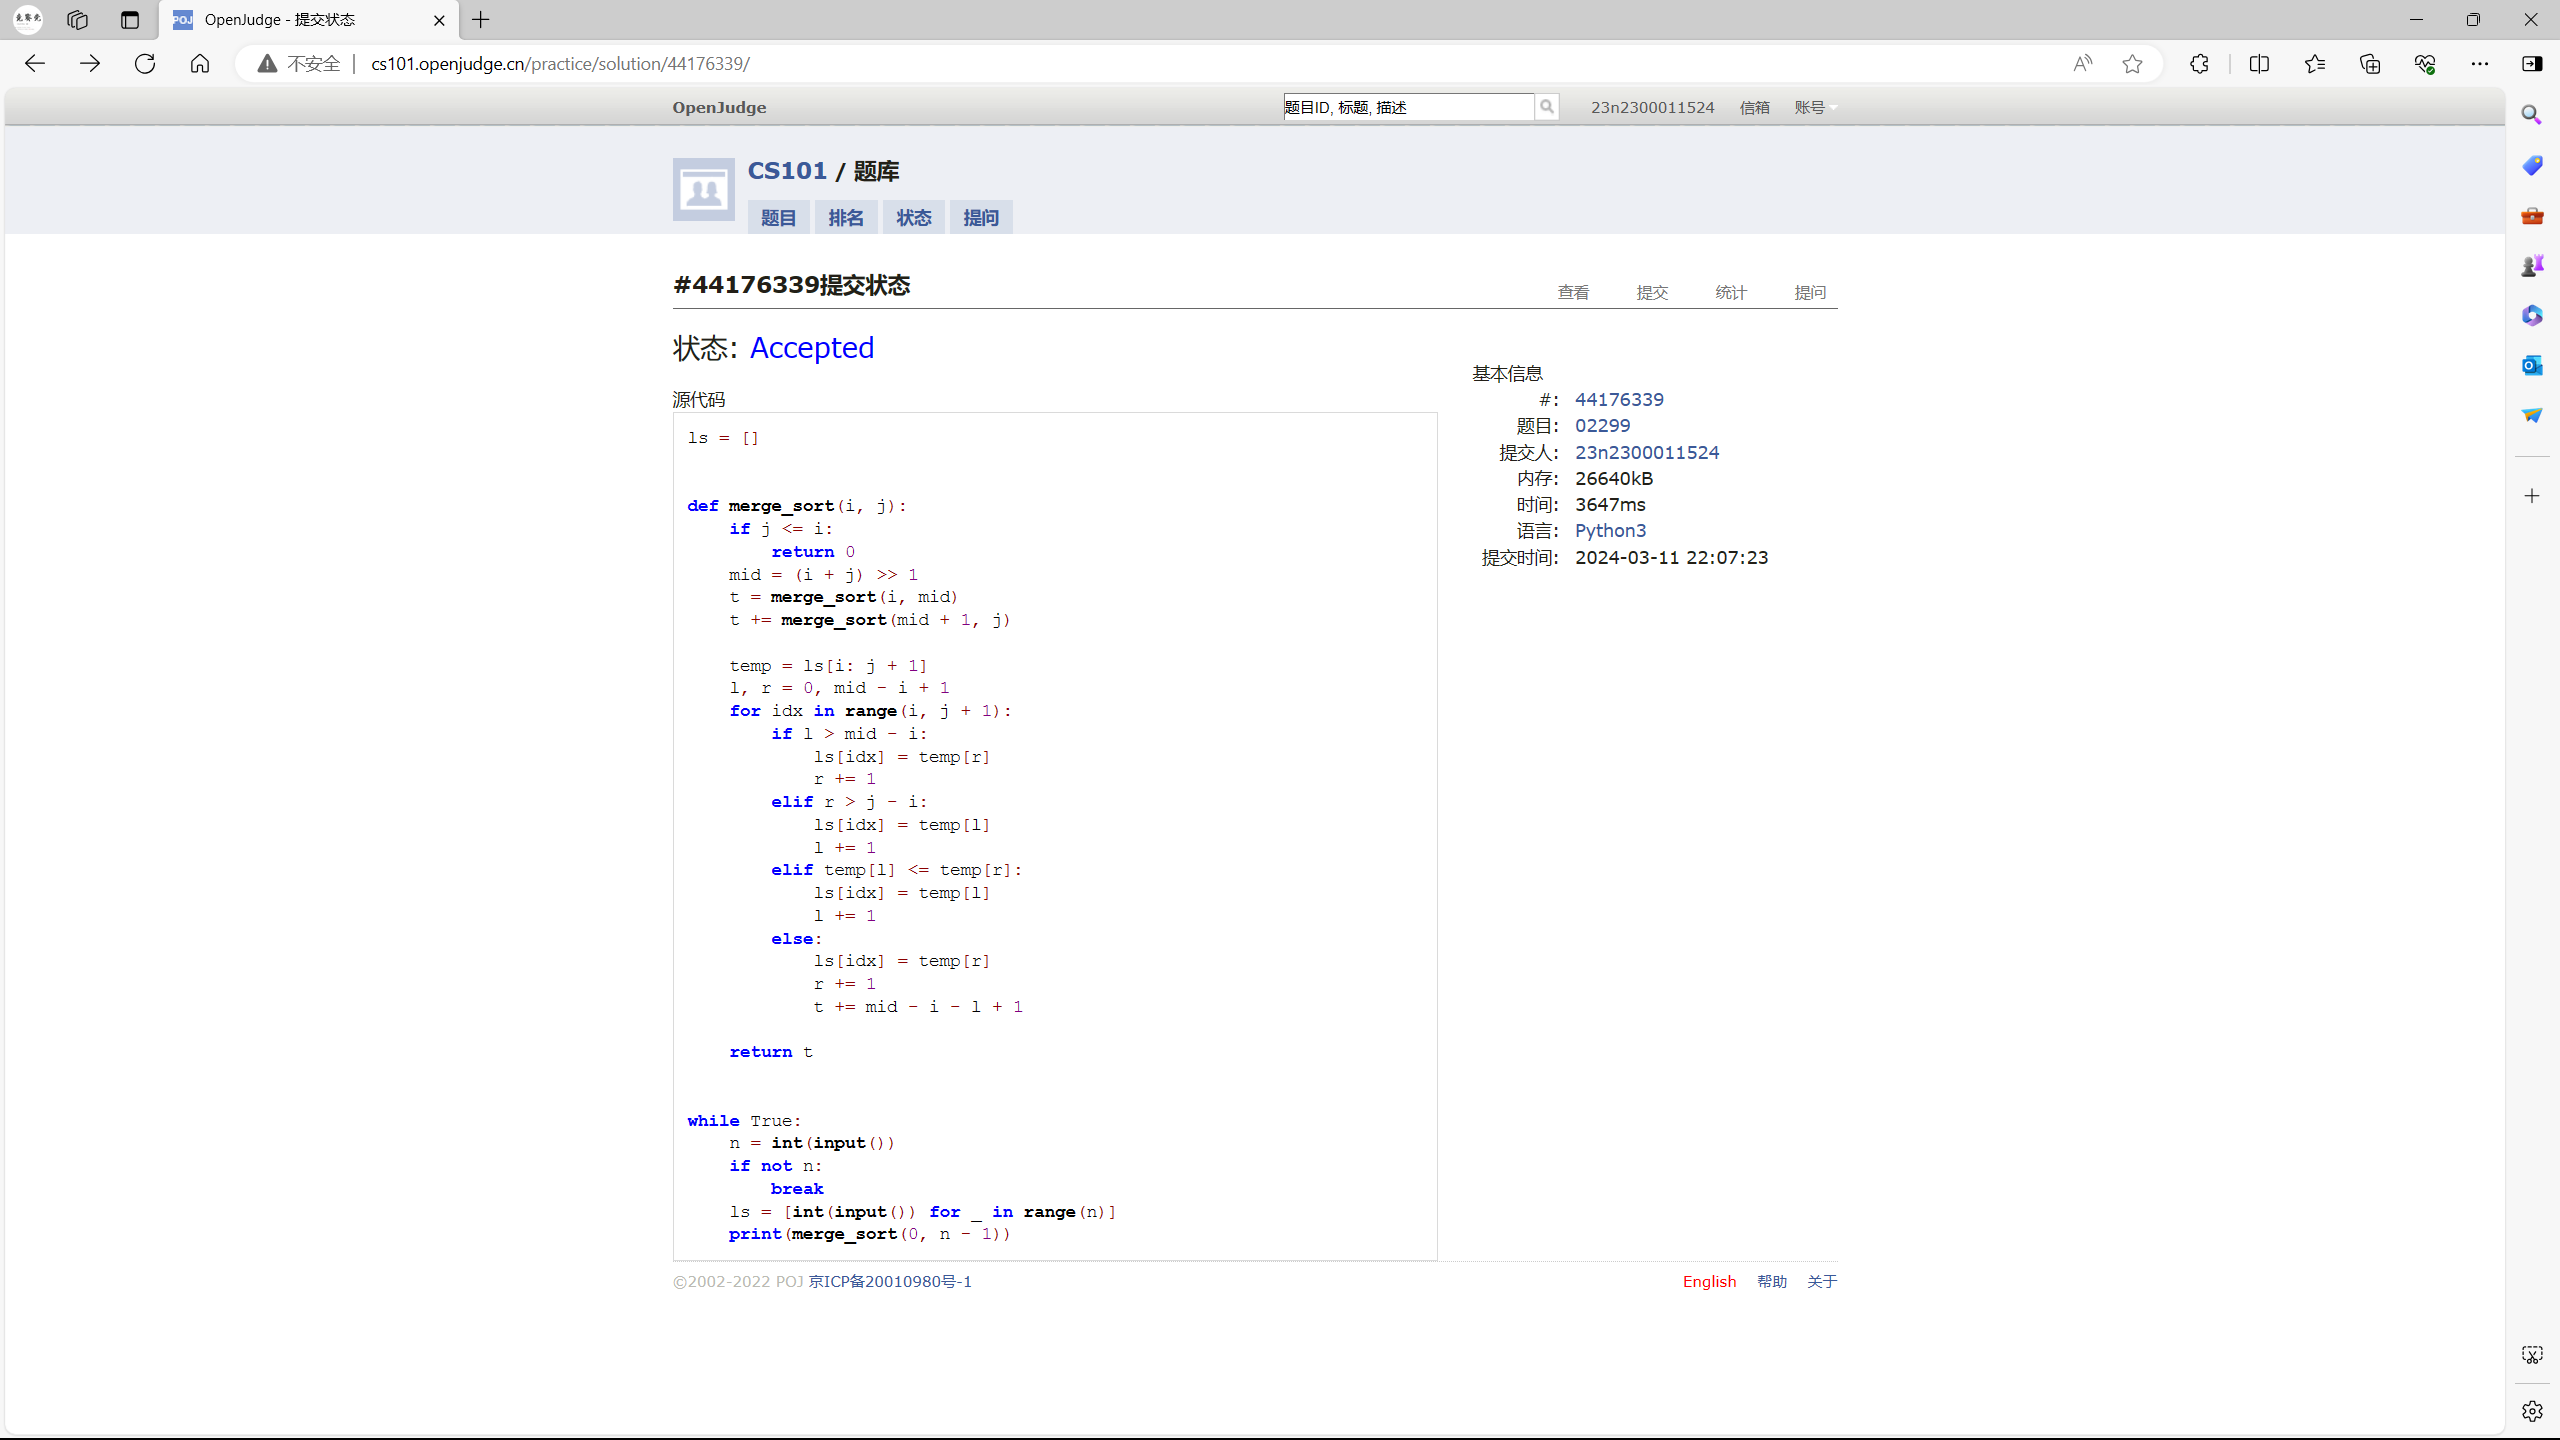 OpenJudge - 提交状态
不安全 cs101.openjudge.cn/practice/solution/44176339/
OpenJudge 题目ID, 标题, 描述 23n2300011524 信箱 账号
CS101 / 题库
题目 排名 状态 提问
#44176339提交状态 查看 提交 统计 提问
状态: Accepted
源代码
ls = []
def merge_sort(i, j):
    if j <= i:
        return 0
    mid = (i + j) >> 1
    t = merge_sort(i, mid)
    t += merge_sort(mid + 1, j)
    temp = ls[i: j + 1]
    l, r = 0, mid - i + 1
    for idx in range(i, j + 1):
        if l > mid - i:
            ls[idx] = temp[r]
            r += 1
        elif r > j - i:
            ls[idx] = temp[l]
            l += 1
        elif temp[l] <= temp[r]:
            ls[idx] = temp[l]
            l += 1
        else:
            ls[idx] = temp[r]
            r += 1
            t += mid - i - l + 1
    return t
while True:
    n = int(input())
    if not n:
        break
    ls = [int(input()) for _ in range(n)]
    print(merge_sort(0, n - 1))
基本信息
#: 44176339
题目: 02299
提交人: 23n2300011524
内存: 26640kB
时间: 3647ms
语言: Python3
提交时间: 2024-03-11 22:07:23
©2002-2022 POJ 京ICP备20010980号-1 English 帮助 关于